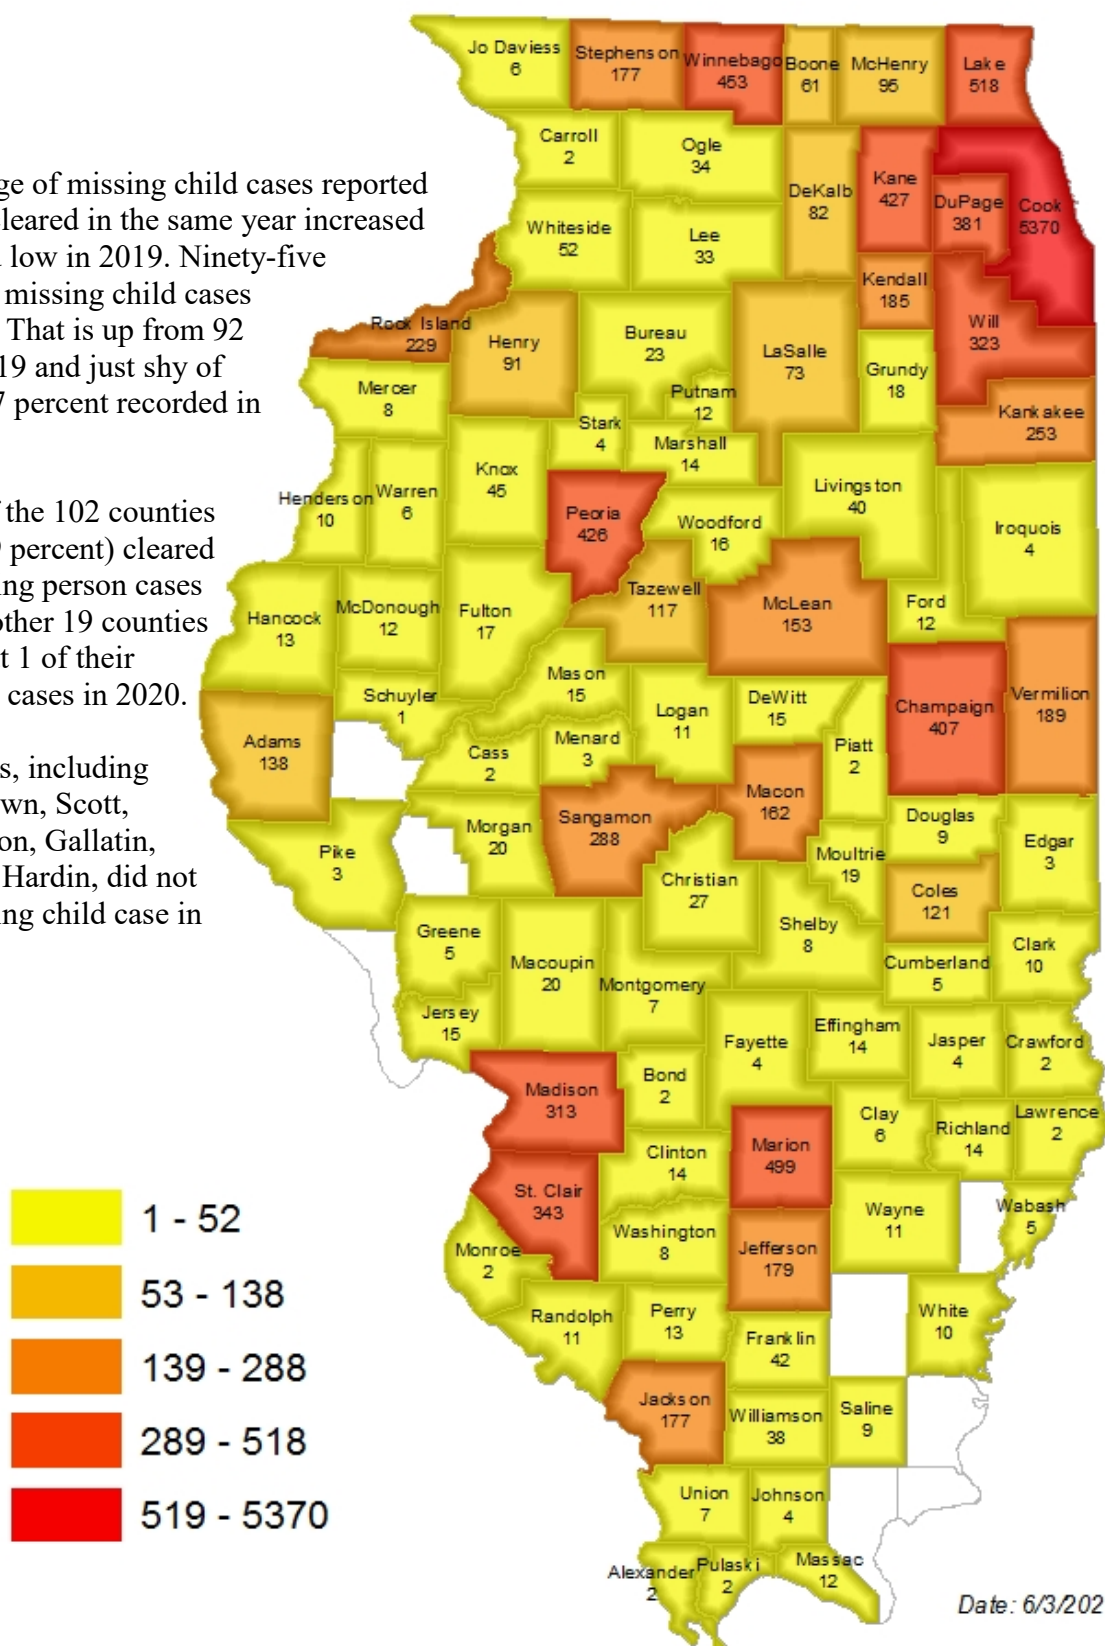 ge of missing child cases reported
leared in the same year increased
low in 2019. Ninety-five
missing child cases
That is up from 92
19 and just shy of
7 percent recorded in
f the 102 counties
percent) cleared
ing person cases
other 19 counties
t 1 of their
cases in 2020.
s, including
wn, Scott,
on, Gallatin,
Hardin, did not
ing child case in
Jo Daviess
6
Stephenson
177
Winnebago
453
Boone
61
McHenry
95
Lake
518
Carroll
2
Ogle
34
DeKalb
82
Kane
427
DuPage
381
Cook
5370
Whiteside
52
Lee
33
Kendall
185
Will
323
Rock Island
229
Henry
91
Bureau
23
LaSalle
73
Grundy
18
Kankakee
253
Mercer
8
Putnam
12
Stark
4
Marshall
14
Knox
45
Henderson
10
Warren
6
Peoria
426
Woodford
16
Livingston
40
Iroquois
4
Hancock
13
McDonough
12
Fulton
17
Tazewell
117
McLean
153
Ford
12
Schuyler
1
Mason
15
Logan
11
DeWitt
15
Piatt
2
Champaign
407
Vermilion
189
Adams
138
Cass
2
Menard
3
Macon
162
Pike
3
Morgan
20
Sangamon
288
Christian
27
Moultrie
19
Douglas
9
Edgar
3
Coles
121
Greene
5
Macoupin
20
Montgomery
7
Shelby
8
Cumberland
5
Clark
10
Jersey
15
Fayette
4
Effingham
14
Jasper
4
Crawford
2
Madison
313
Bond
2
Clinton
14
Marion
499
Clay
6
Richland
14
Lawrence
2
St. Clair
343
Washington
8
Jefferson
179
Wayne
11
Wabash
5
Monroe
2
Randolph
11
Perry
13
Franklin
42
White
10
Jackson
177
Williamson
38
Saline
9
Union
7
Johnson
4
Alexander
2
Pulaski
2
Massac
12
1 - 52
53 - 138
139 - 288
289 - 518
519 - 5370
Date: 6/3/202